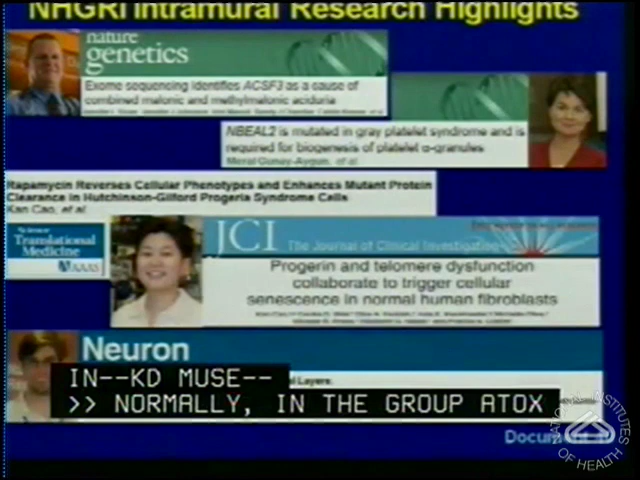 NHGRI Intramural Research Highlights
nature
genetics
Exome sequencing identifies ACSF3 as a cause of
combined malonic and methylmalonic aciduria
NBEAL2 is mutated in gray platelet syndrome and is
required for biogenesis of platelet α-granules
Meral Gunay-Aygun, et al.
Rapamycin Reverses Cellular Phenotypes and Enhances Mutant Protein
Clearance in Hutchinson-Gilford Progeria Syndrome Cells
Kan Cao, et al.
Science
Translational
Medicine
AAAS
JCI The Journal of Clinical Investigation
Progerin and telomere dysfunction
collaborate to trigger cellular
senescence in normal human fibroblasts
Neuron
al Layers.
IN--KD MUSE--
>> NORMALLY, IN THE GROUP ATOX
Document
NATIONAL INSTITUTES
OF HEALTH